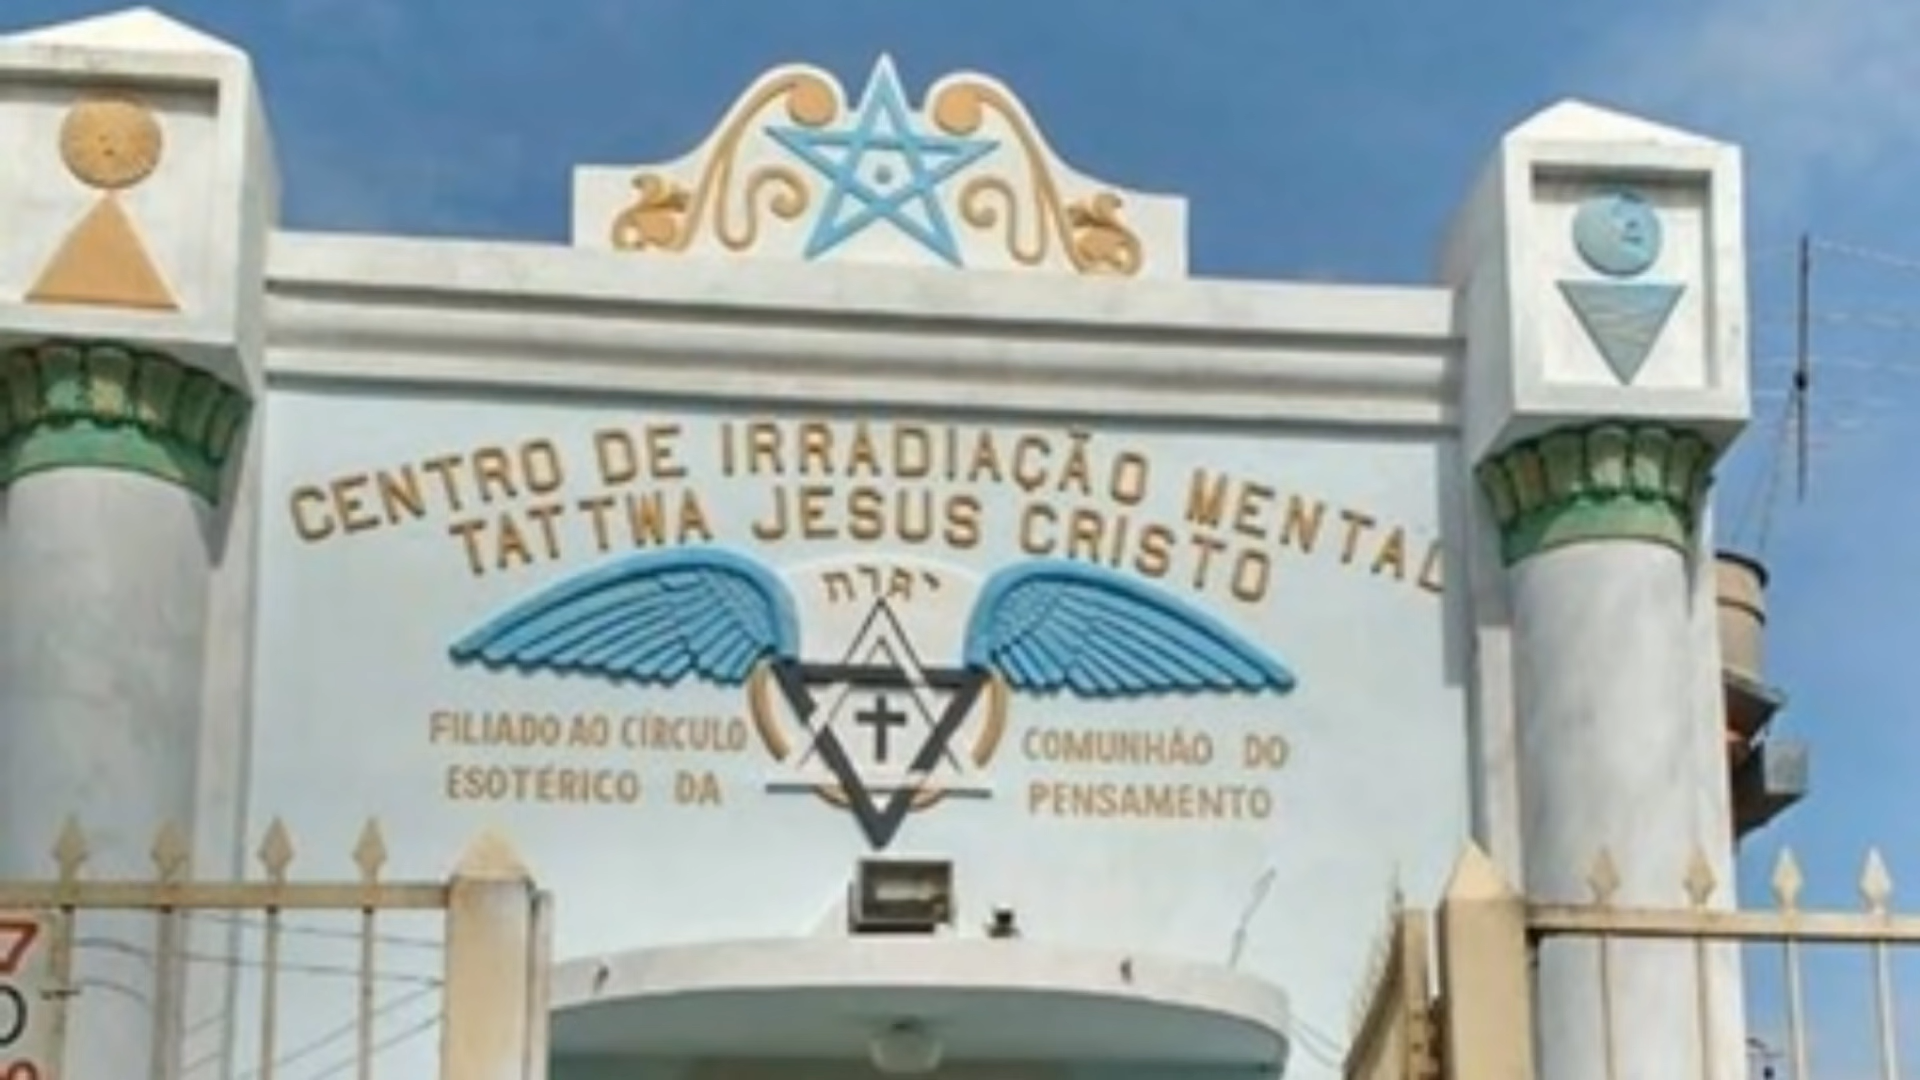 CENTRO DE IRRADIAÇÃO MENTAL
TATTWA JESUS CRISTO
יהוה
FILIADO AO CÍRCULO
ESOTÉRICO DA
COMUNHÃO DO
PENSAMENTO